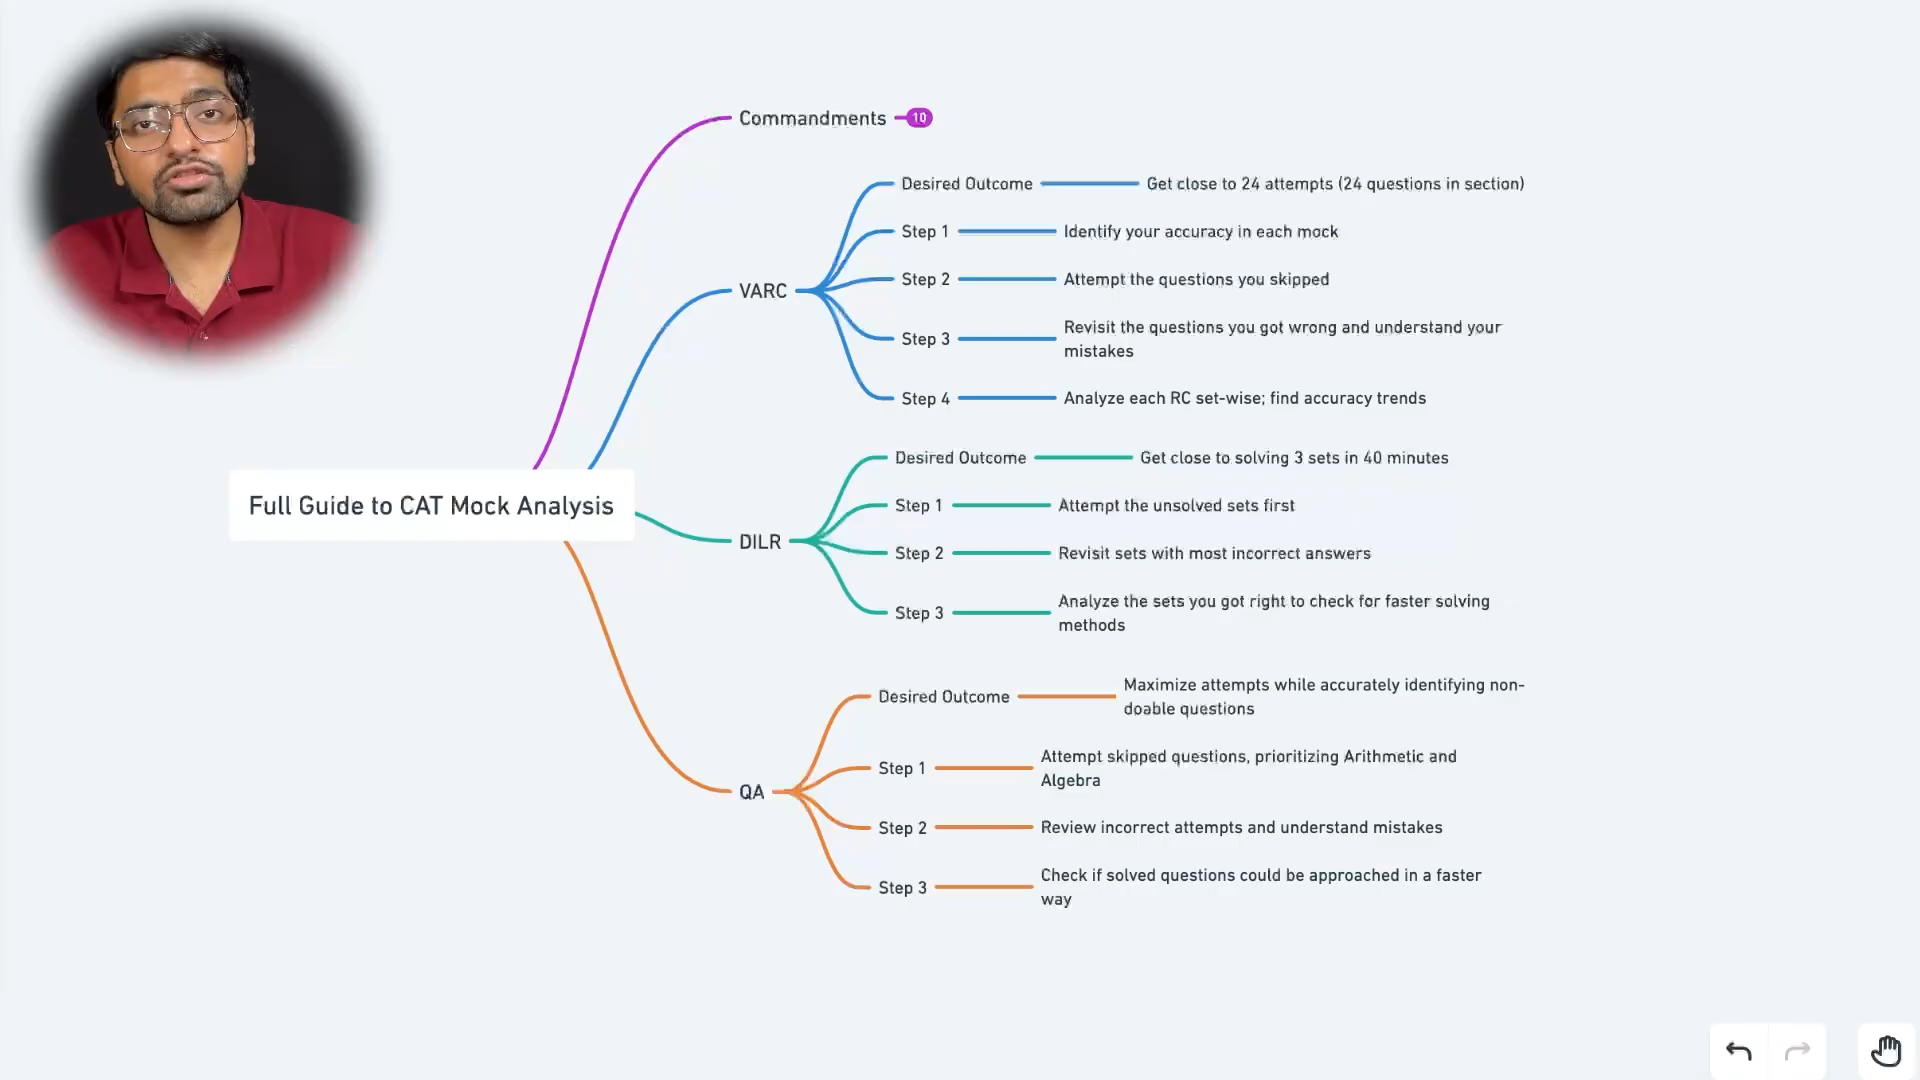 Commandments 10
Desired Outcome Get close to 24 attempts (24 questions in section)
Step 1 Identify your accuracy in each mock
Step 2 Attempt the questions you skipped
VARC
Step 3 Revisit the questions you got wrong and understand your
mistakes
Step 4 Analyze each RC set-wise; find accuracy trends
Full Guide to CAT Mock Analysis
Desired Outcome Get close to solving 3 sets in 40 minutes
Step 1 Attempt the unsolved sets first
DILR
Step 2 Revisit sets with most incorrect answers
Step 3 Analyze the sets you got right to check for faster solving
methods
Desired Outcome Maximize attempts while accurately identifying non-
doable questions
Step 1 Attempt skipped questions, prioritizing Arithmetic and
Algebra
QA
Step 2 Review incorrect attempts and understand mistakes
Step 3 Check if solved questions could be approached in a faster
way